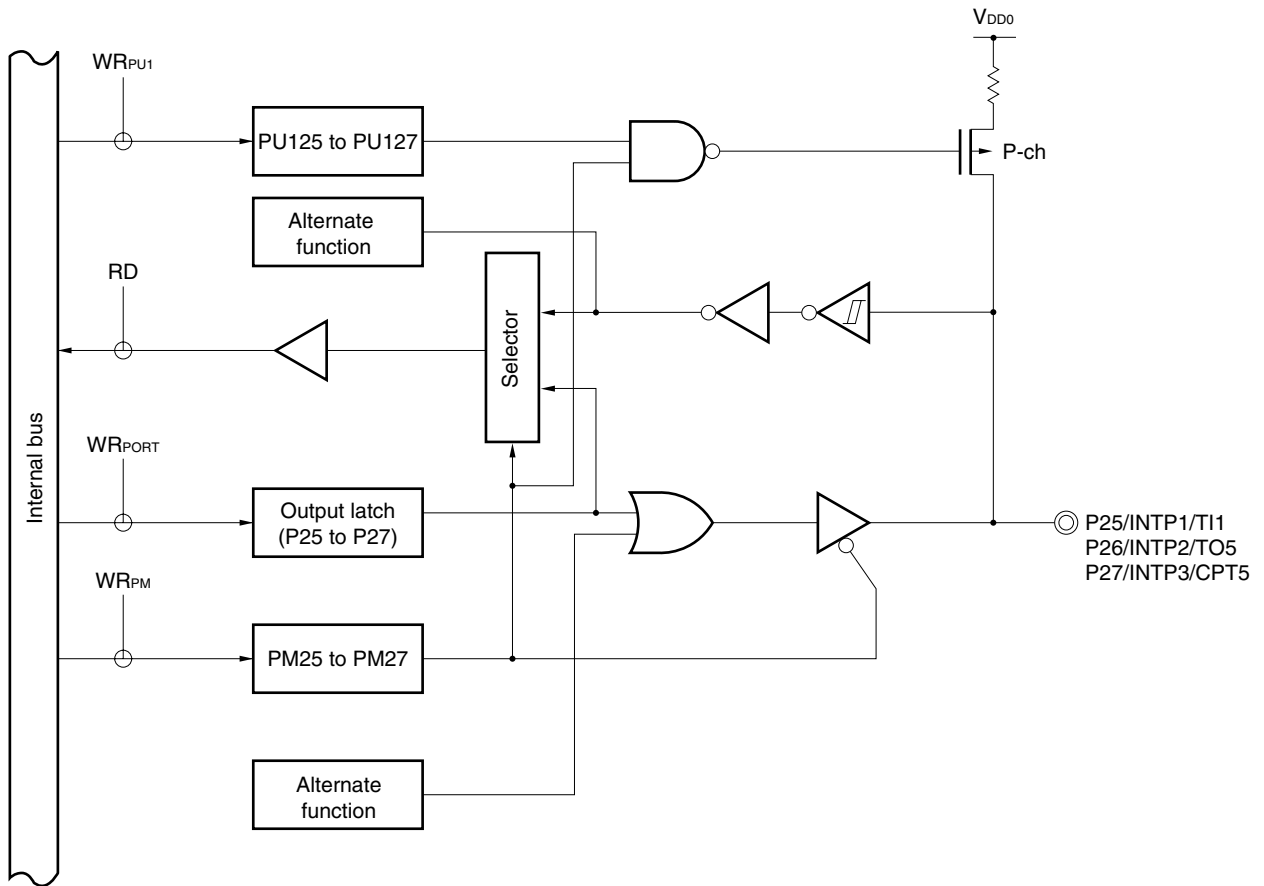 VDD0
WRPU1
PU125 to PU127
P-ch
Alternate
function
RD
Selector
Internal bus
WRPORT
Output latch
(P25 to P27)
P25/INTP1/TI1
P26/INTP2/TO5
P27/INTP3/CPT5
WRPM
PM25 to PM27
Alternate
function